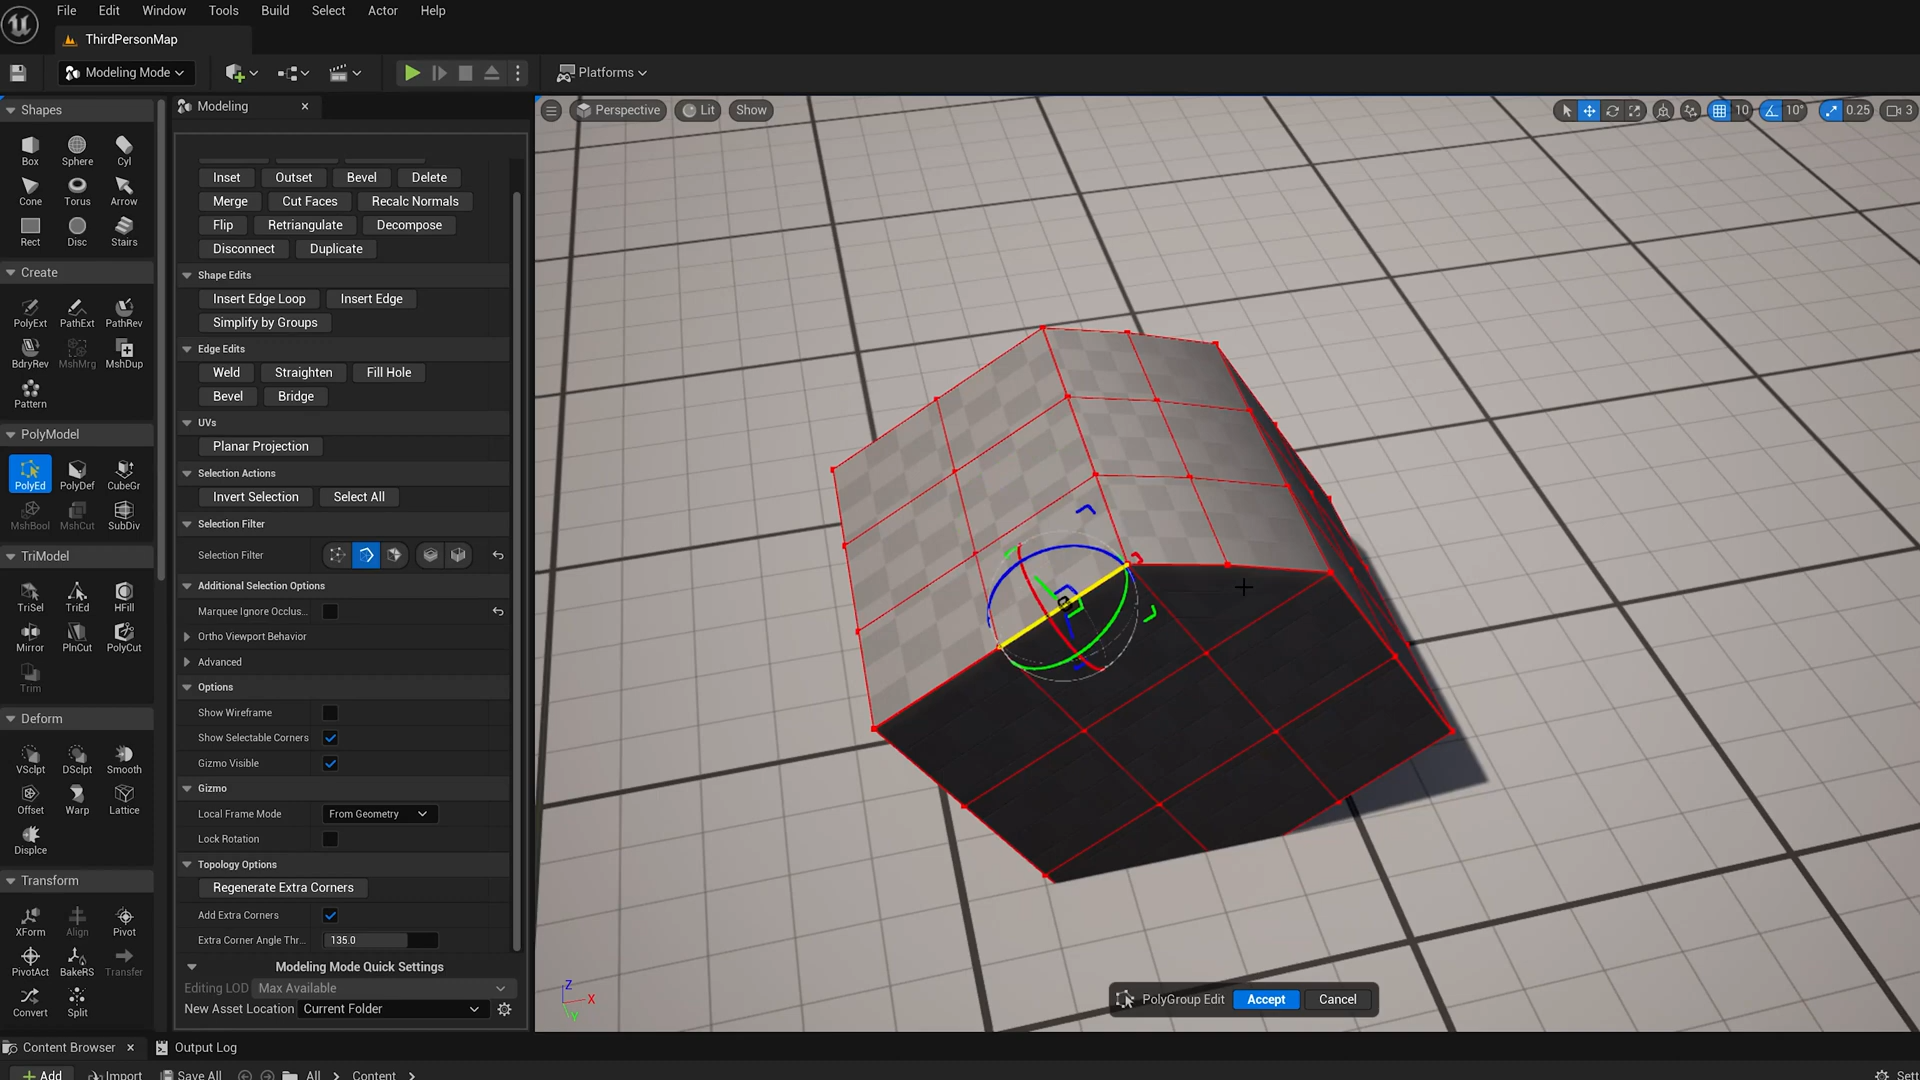 File Edit Window Tools Build Select Actor Help
ThirdPersonMap
Modeling Mode Platforms
Shapes
Box Sphere Cyl
Cone Torus Arrow
Rect Disc Stairs
Create
PolyExt PathExt PathRev
BdryRev MshMrg MshDup
Pattern
PolyModel
PolyEd PolyDef CubeGr
MshBool MshCut SubDiv
TriModel
TriSel TriEd HFill
Mirror PlnCut PolyCut
Trim
Deform
VSclpt DSclpt Smooth
Offset Warp Lattice
Displce
Transform
XForm Align Pivot
PivotAct BakeRS Transfer
Convert Split
Modeling
Inset Outset Bevel Delete
Merge Cut Faces Recalc Normals
Flip Retriangulate Decompose
Disconnect Duplicate
Shape Edits
Insert Edge Loop Insert Edge
Simplify by Groups
Edge Edits
Weld Straighten Fill Hole
Bevel Bridge
UVs
Planar Projection
Selection Actions
Invert Selection Select All
Selection Filter
Selection Filter
Additional Selection Options
Marquee Ignore Occlus...
Ortho Viewport Behavior
Advanced
Options
Show Wireframe
Show Selectable Corners
Gizmo Visible
Gizmo
Local Frame Mode From Geometry
Lock Rotation
Topology Options
Regenerate Extra Corners
Add Extra Corners
Extra Corner Angle Thr... 135.0
Modeling Mode Quick Settings
Editing LOD Max Available
New Asset Location Current Folder
Perspective Lit Show
10 10° 0.25 3
Z
X
Y
PolyGroup Edit Accept Cancel
Content Browser Output Log
Add Import Save All All Content Sett